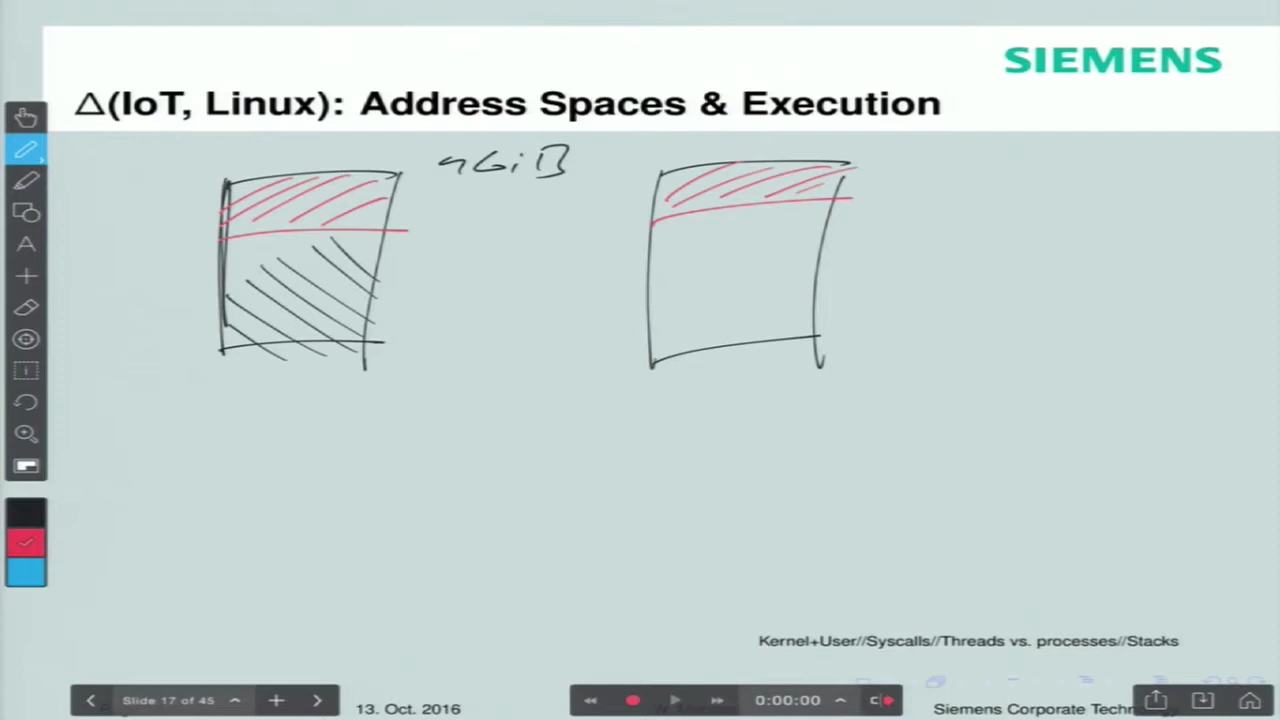 SIEMENS
Δ(IoT, Linux): Address Spaces & Execution
4GiB
A
Kernel+User//Syscalls//Threads vs. processes//Stacks
Slide 17 of 45
0:00:00
13. Oct. 2016
Siemens Corporate Technology